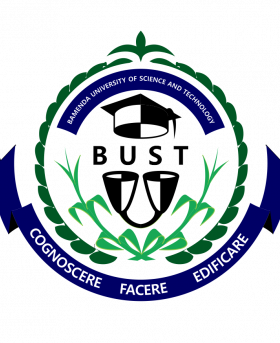 BAMENDA UNIVERSITY OF SCIENCE AND TECHNOLOGY
BUST
COGNOSCERE FACERE EDIFICARE